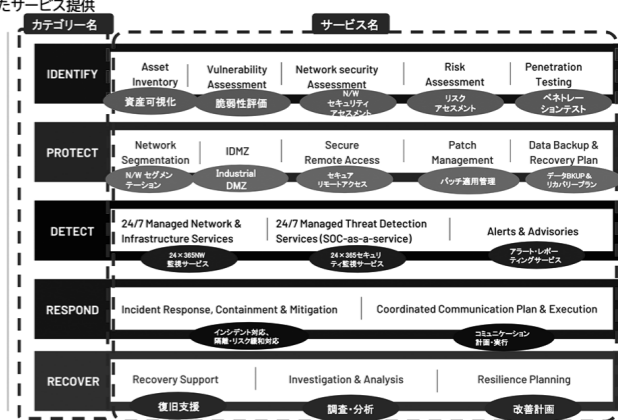 たサービス提供
カテゴリー名
サービス名
IDENTIFY
Asset
Inventory
資産可視化
Vulnerability
Assessment
脆弱性評価
Network security
Assessment
N/W
セキュリティ
アセスメント
Risk
Assessment
リスク
アセスメント
Penetration
Testing
ペネトレー
ションテスト
PROTECT
Network
Segmentation
N/W セグメン
テーション
IDMZ
Industrial
DMZ
Secure
Remote Access
セキュア
リモートアクセス
Patch
Management
パッチ適用管理
Data Backup &
Recovery Plan
データBKUP &
リカバリープラン
DETECT
24/7 Managed Network &
Infrastructure Services
24×365NW
監視サービス
24/7 Managed Threat Detection
Services (SOC-as-a-service)
24×365セキュリ
ティ監視サービス
Alerts & Advisories
アラート・レポー
ティングサービス
RESPOND
Incident Response, Containment & Mitigation
インシデント対応、
隔離・リスク緩和対応
Coordinated Communication Plan & Execution
コミュニケーション
計画・実行
RECOVER
Recovery Support
復旧支援
Investigation & Analysis
調査・分析
Resilience Planning
改善計画